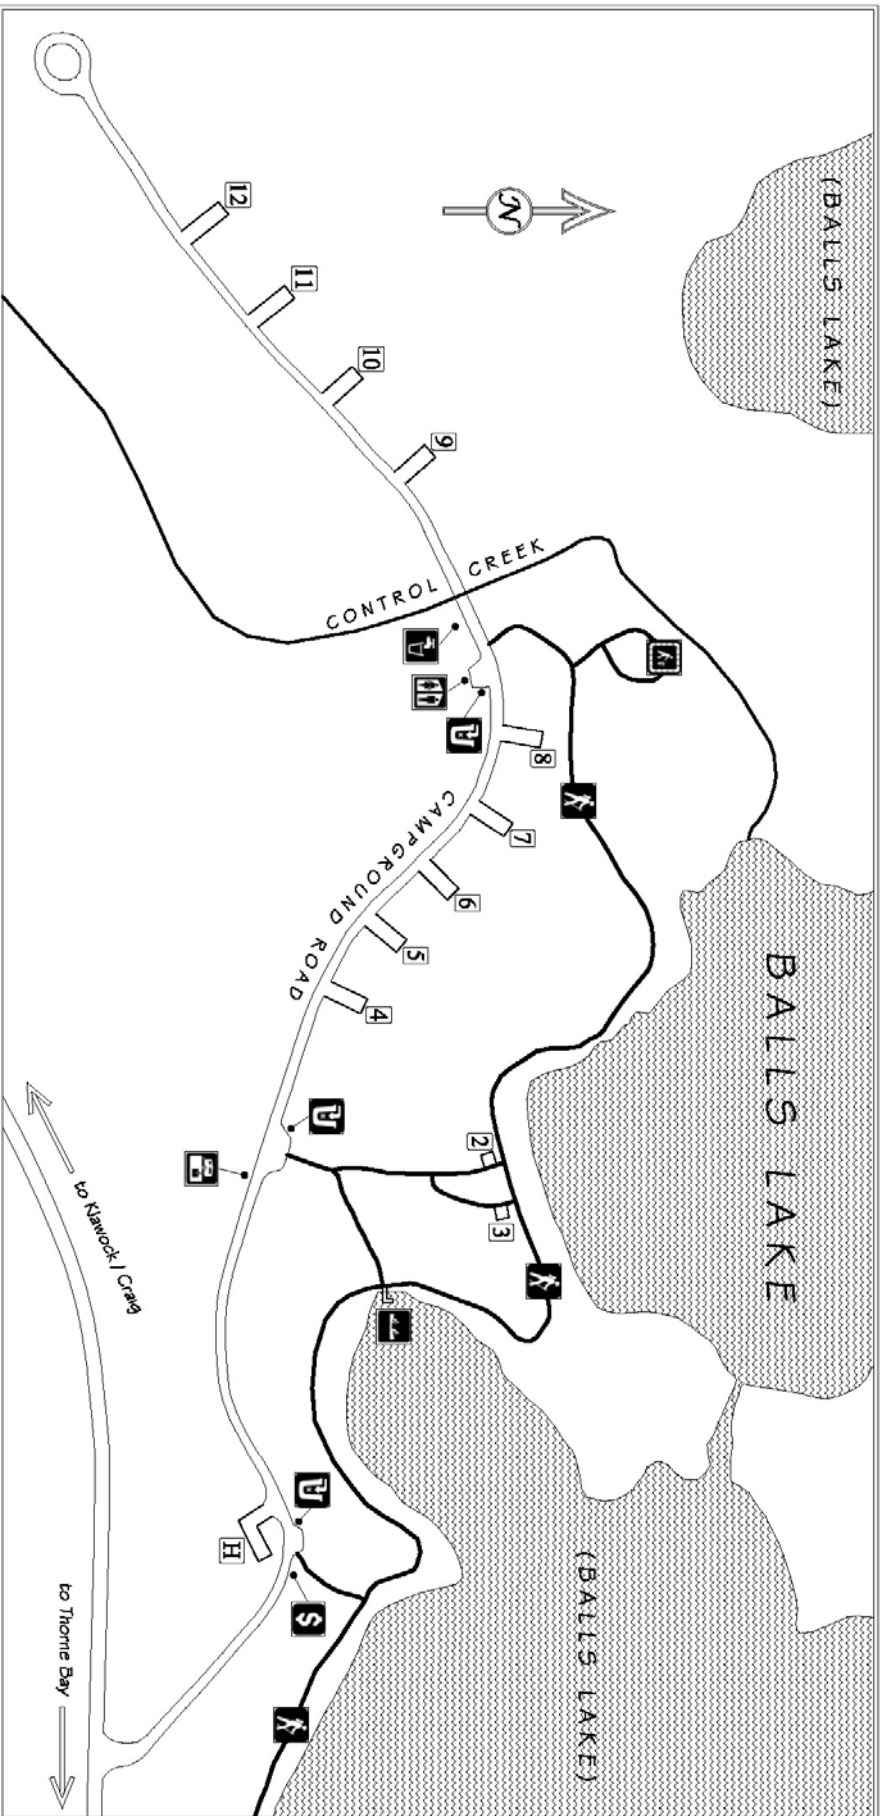 (BALLS LAKE)
N
12
11
10
9
CONTROL CREEK
8
7
6
5
4
CAMPGROUND ROAD
BALLS LAKE
2
3
to Klawock / Craig
H
$
(BALLS LAKE)
to Thorne Bay